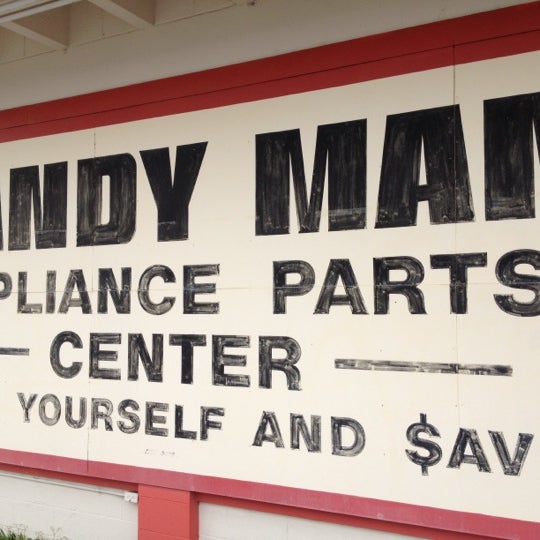 ANDY MAN
PLIANCE PARTS
— CENTER —
YOURSELF AND $AV